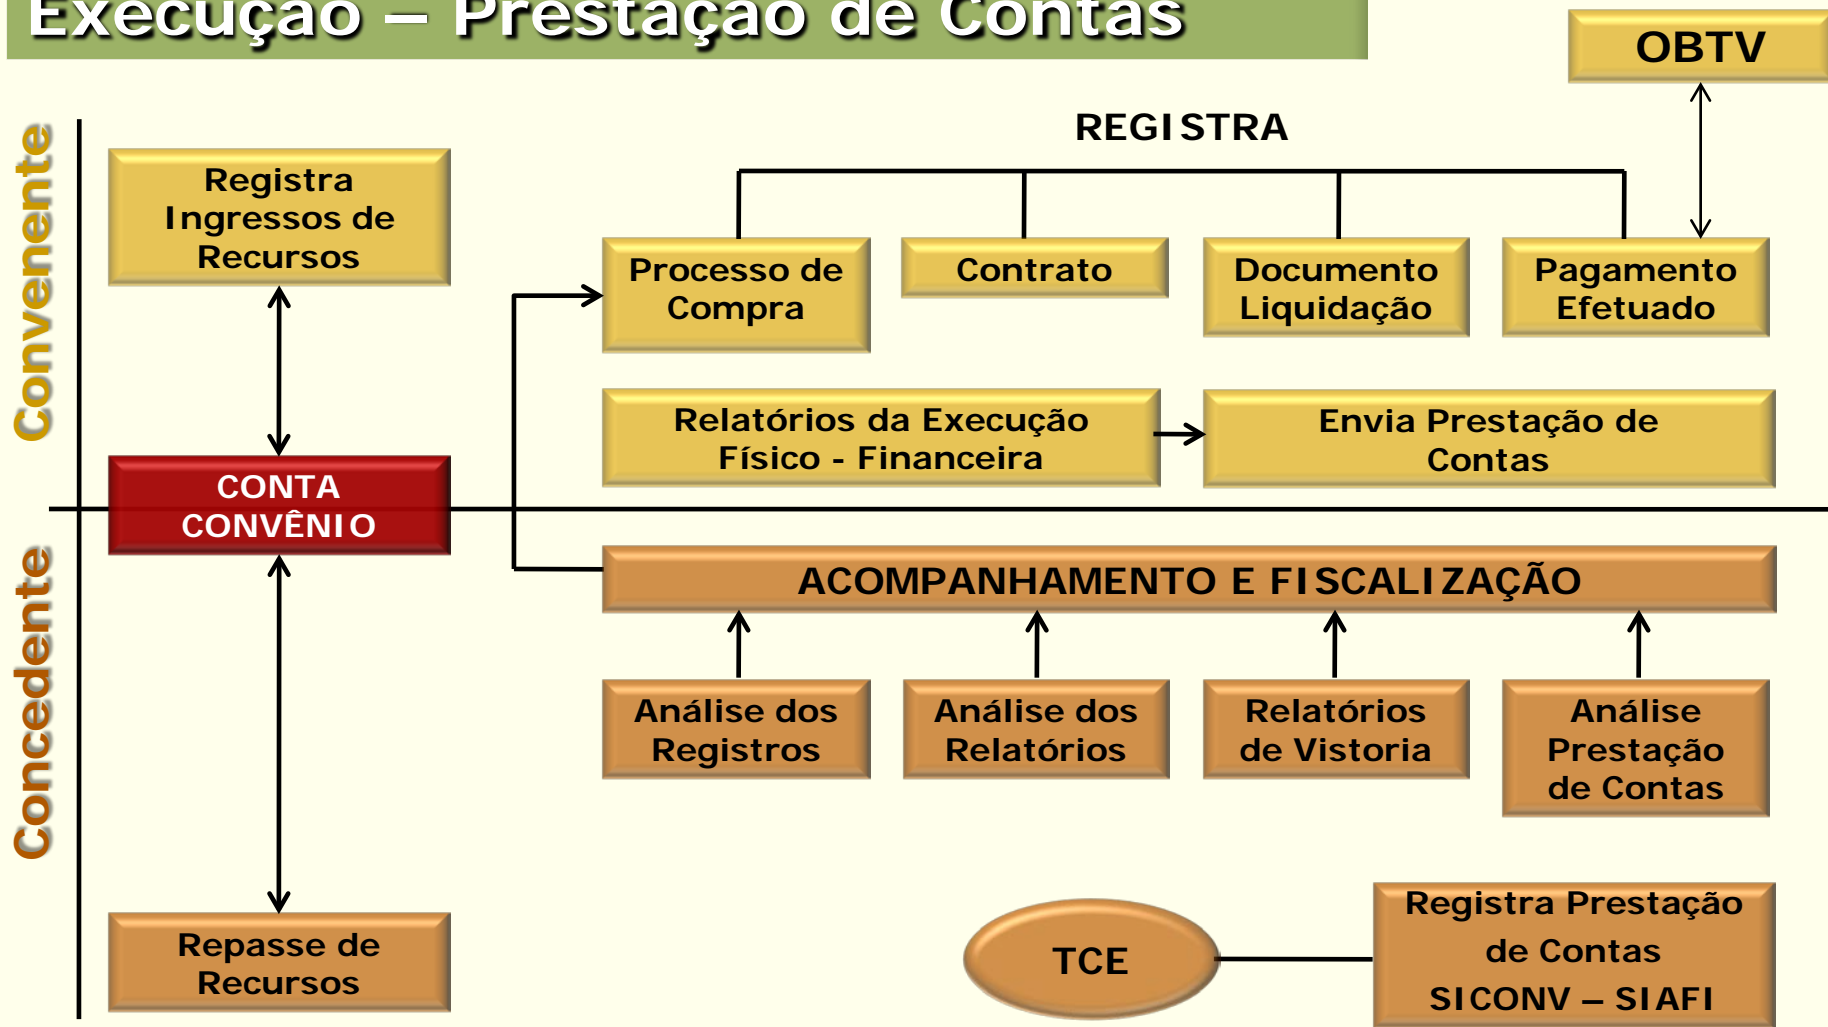 Execução – Prestação de Contas
OBTV
Convenente
REGISTRA
Registra
Ingressos de
Recursos
Processo de
Compra
Contrato
Documento
Liquidação
Pagamento
Efetuado
Relatórios da Execução
Físico - Financeira
Envia Prestação de
Contas
CONTA
CONVÊNIO
Concedente
ACOMPANHAMENTO E FISCALIZAÇÃO
Análise dos
Registros
Análise dos
Relatórios
Relatórios
de Vistoria
Análise
Prestação
de Contas
Repasse de
Recursos
TCE
Registra Prestação
de Contas
SICONV – SIAFI